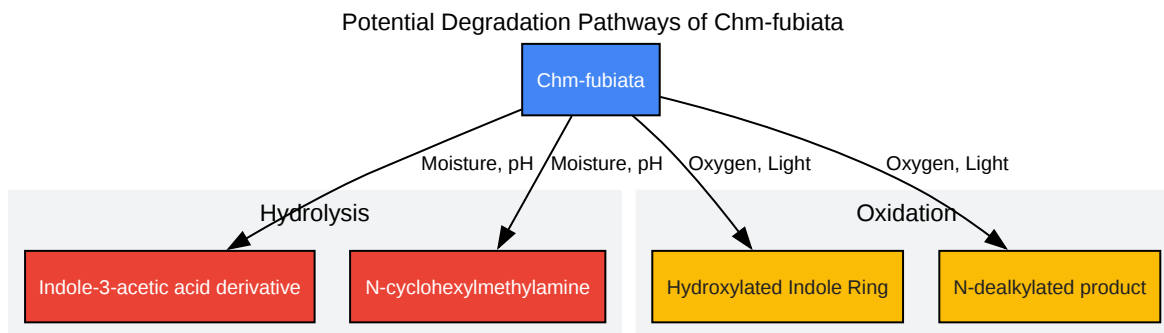 Potential Degradation Pathways of Chm-fubiata
Chm-fubiata
Moisture, pH
Moisture, pH
Oxygen, Light
Oxygen, Light
Hydrolysis
Oxidation
Indole-3-acetic acid derivative
N-cyclohexylmethylamine
Hydroxylated Indole Ring
N-dealkylated product